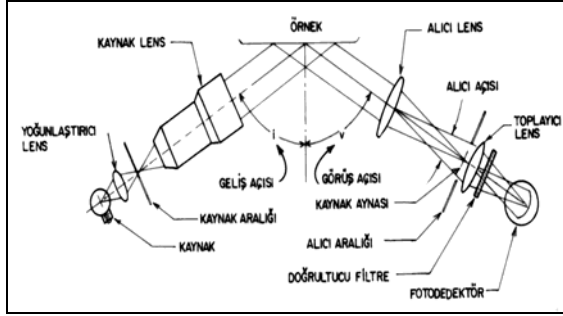 ÖRNEK
KAYNAK LENS
ALICI LENS
ALICI AÇISI
YOĞUNLAŞTIRICI
LENS
TOPLAYICI
LENS
i
v
GELİŞ AÇISI
GÖRÜŞ AÇISI
KAYNAK AYNASI
KAYNAK ARALIĞI
KAYNAK
ALICI ARALIĞI
DOĞRULTUCU FİLTRE
FOTODEDEKTÖR